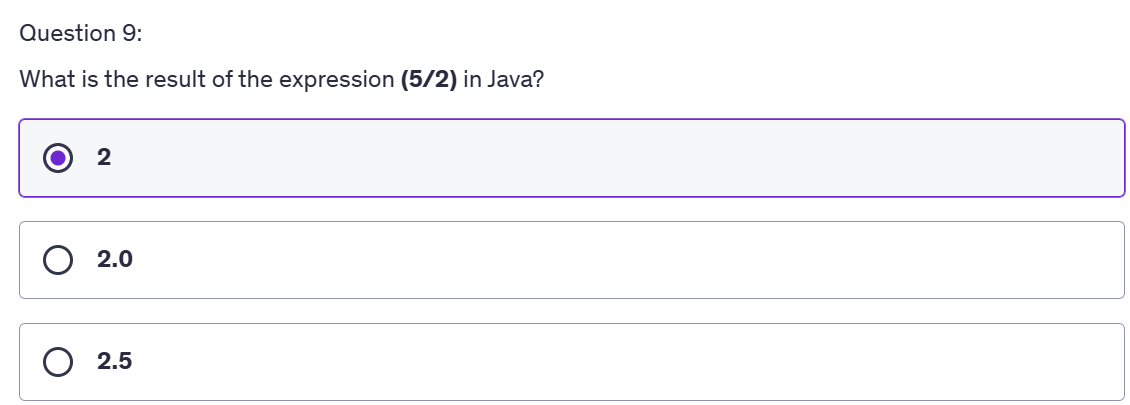 Question 9:
What is the result of the expression (5/2) in Java?
2
2.0
2.5